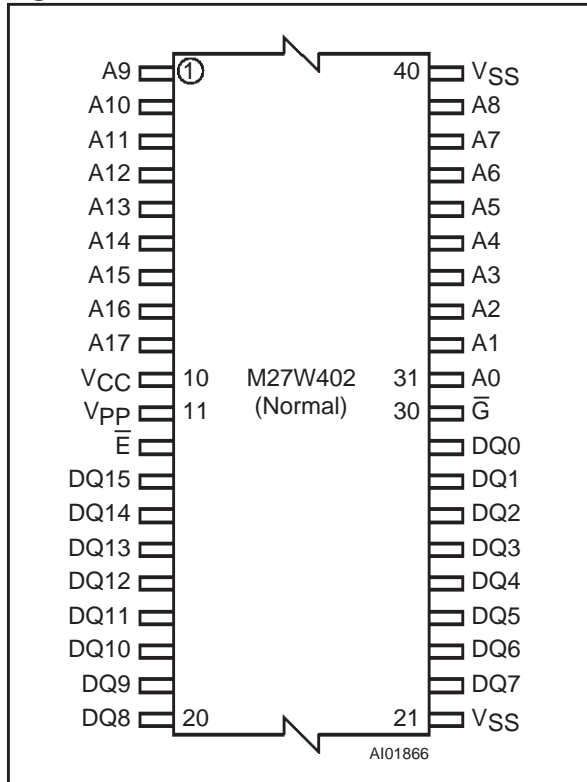 A9 1 40 VSS
A10 A8
A11 A7
A12 A6
A13 A5
A14 A4
A15 A3
A16 A2
A17 A1
VCC 10 M27W402 31 A0
VPP 11 (Normal) 30 G̅
E̅ DQ0
DQ15 DQ1
DQ14 DQ2
DQ13 DQ3
DQ12 DQ4
DQ11 DQ5
DQ10 DQ6
DQ9 DQ7
DQ8 20 21 VSS
AI01866